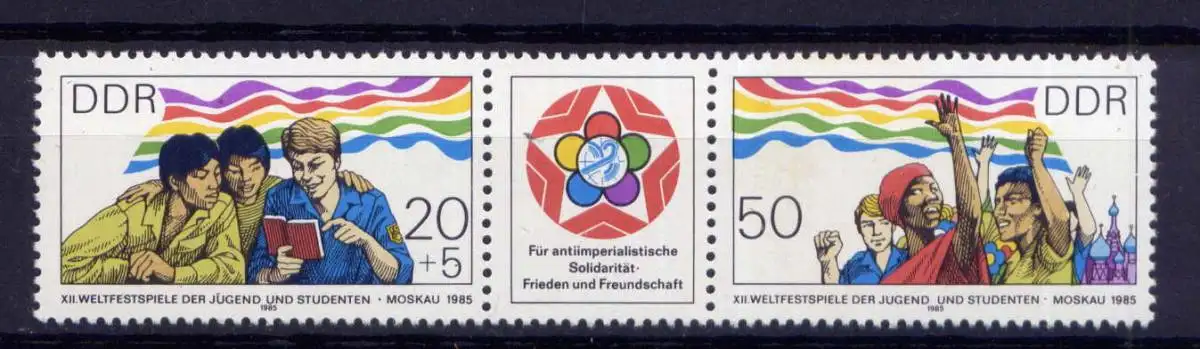 DDR
20
+5
XII. WELTFESTSPIELE DER JUGEND UND STUDENTEN · MOSKAU 1985
1985
Für antiimperialistische
Solidarität·
Frieden und Freundschaft
DDR
50
XII. WELTFESTSPIELE DER JUGEND UND STUDENTEN · MOSKAU 1985
1985